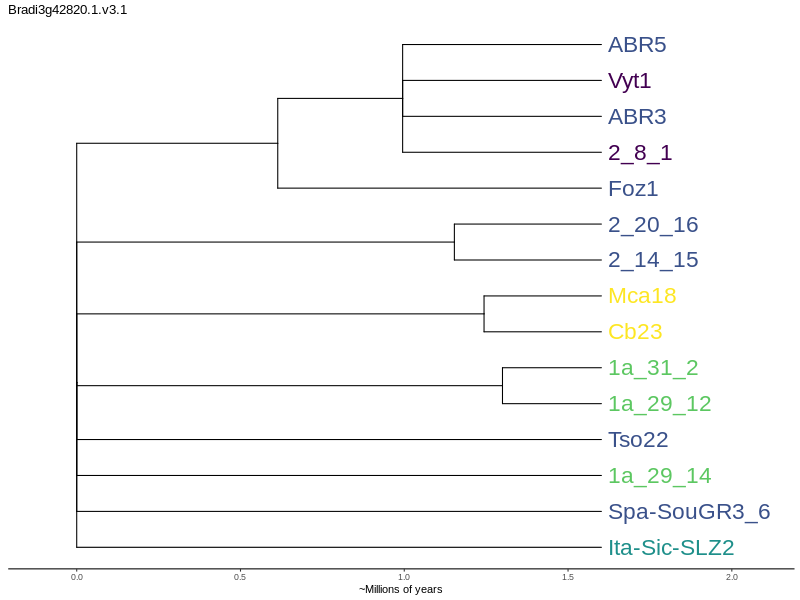 Bradi3g42820.1.v3.1
ABR5
Vyt1
ABR3
2_8_1
Foz1
2_20_16
2_14_15
Mca18
Cb23
1a_31_2
1a_29_12
Tso22
1a_29_14
Spa-SouGR3_6
Ita-Sic-SLZ2
0.0 0.5 1.0 1.5 2.0
~Millions of years